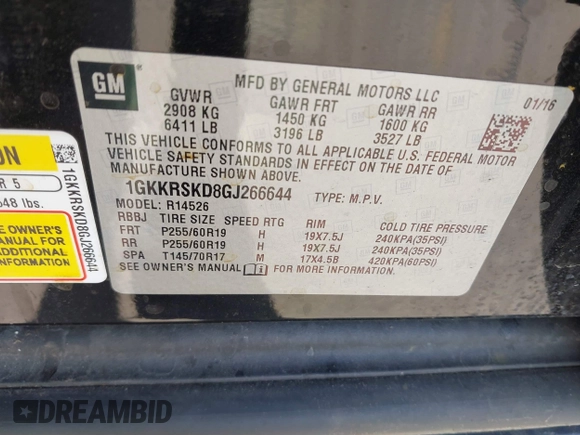 GM
MFD BY GENERAL MOTORS LLC
01/16
GVWR GAWR FRT GAWR RR
2908 KG 1450 KG 1600 KG
6411 LB 3196 LB 3527 LB
THIS VEHICLE CONFORMS TO ALL APPLICABLE U.S. FEDERAL MOTOR
VEHICLE SAFETY STANDARDS IN EFFECT ON THE DATE OF
MANUFACTURE SHOWN ABOVE.
1GKKRSKD8GJ266644 TYPE: M.P.V.
MODEL: R14526
RBBJ TIRE SIZE SPEED RTG RIM COLD TIRE PRESSURE
FRT P255/60R19 H 19X7.5J 240KPA(35PSI)
RR P255/60R19 H 19X7.5J 240KPA(35PSI)
SPA T145/70R17 M 17X4.5B 420KPA(60PSI)
SEE OWNER'S MANUAL i FOR MORE INFORMATION.
ON
R 5
48 lbs.
E OWNER'S
ANUAL FOR
ADDITIONAL
FORMATION
1GKKRSKD8GJ266644
DREAMBID